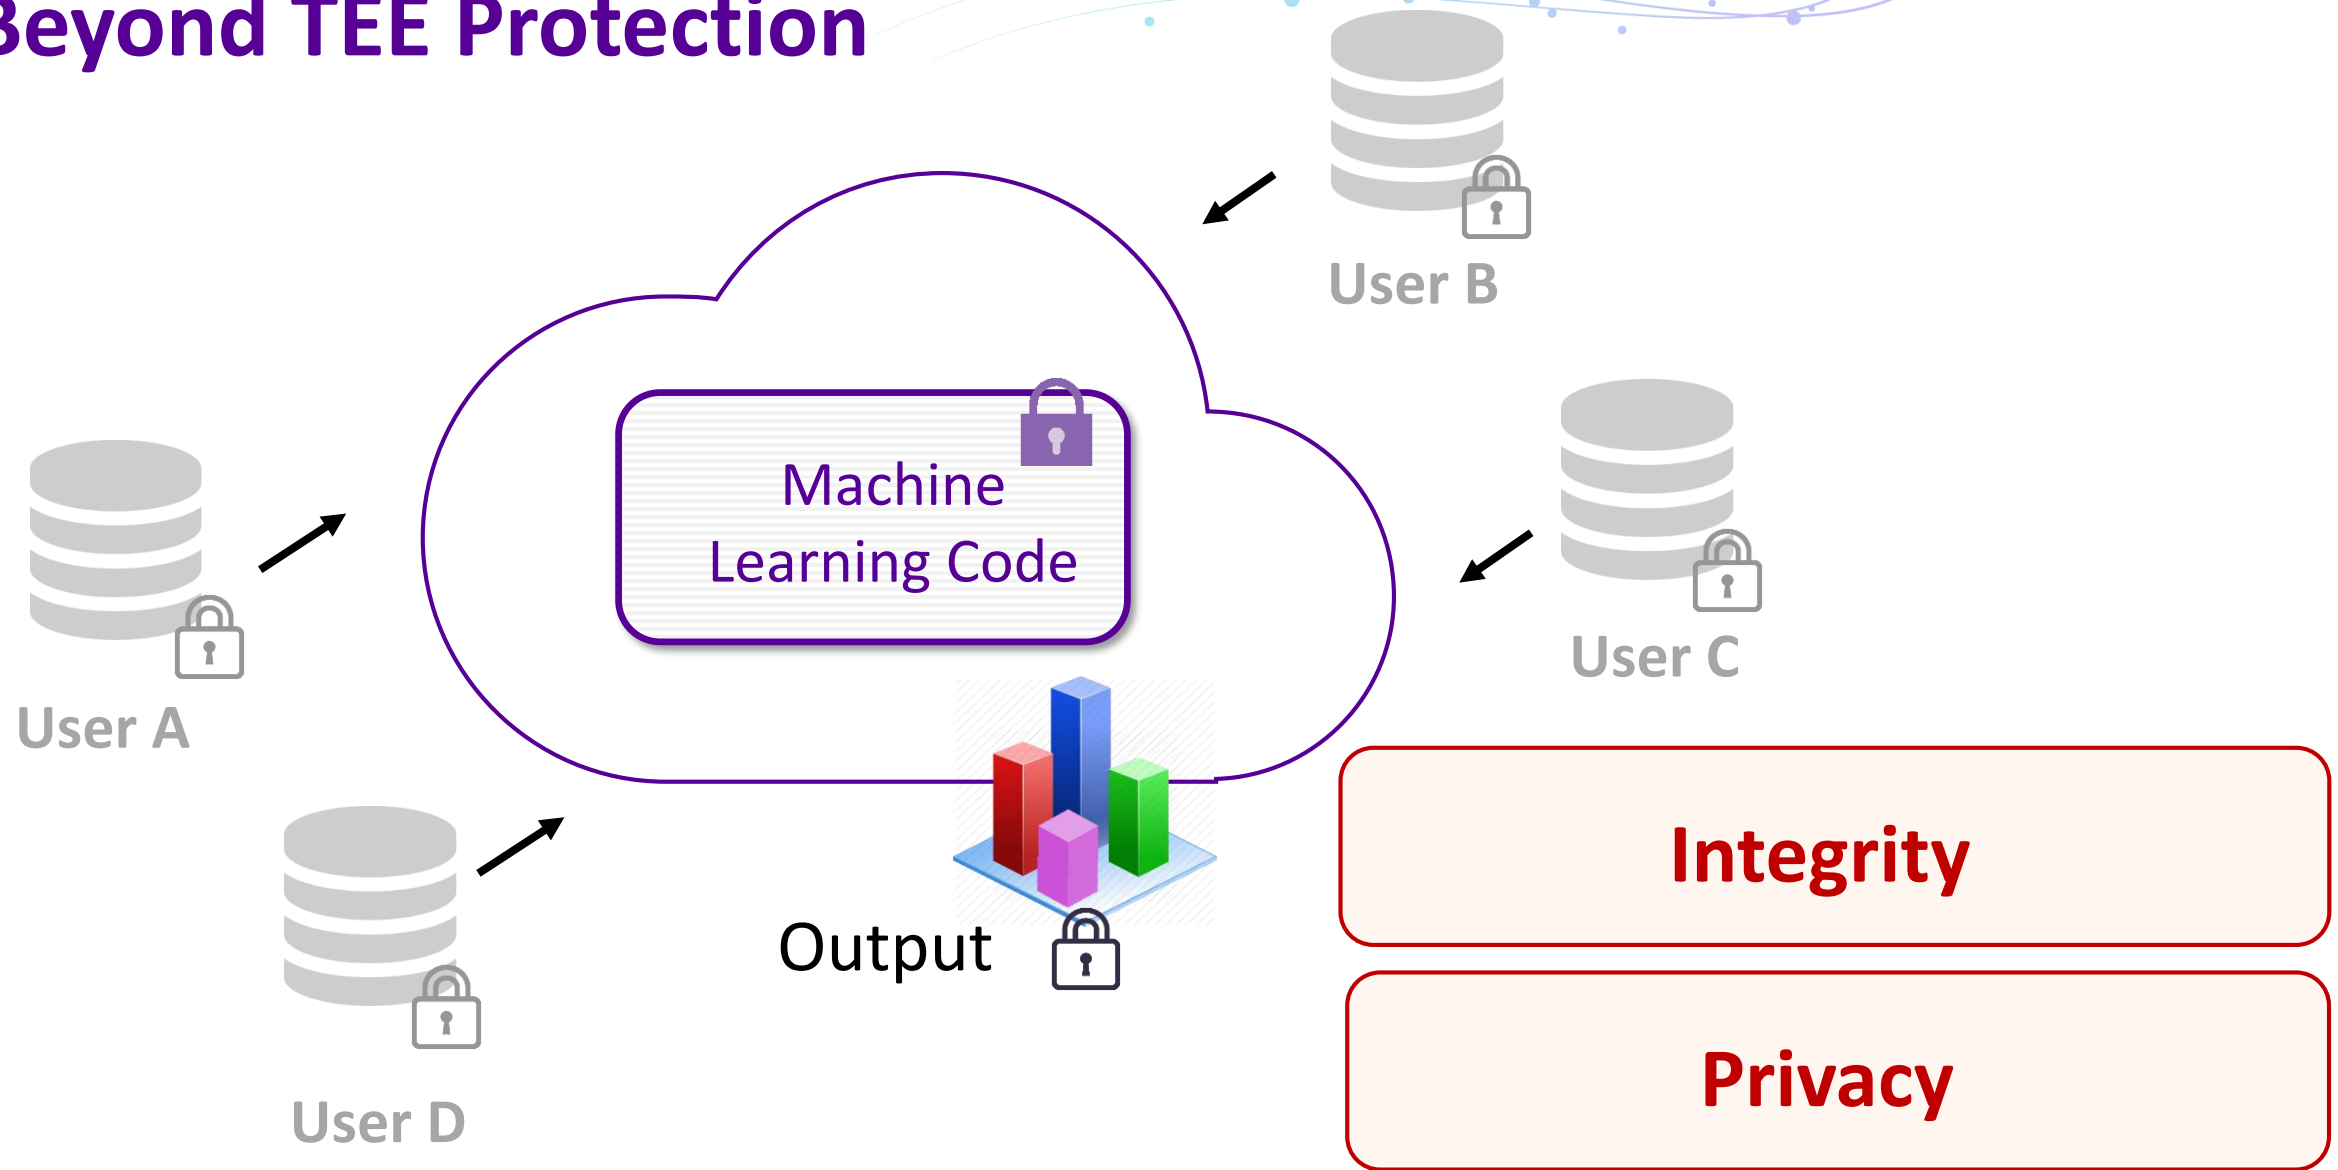 Beyond TEE Protection
User B
Machine
Learning Code
User C
User A
Integrity
Output
Privacy
User D